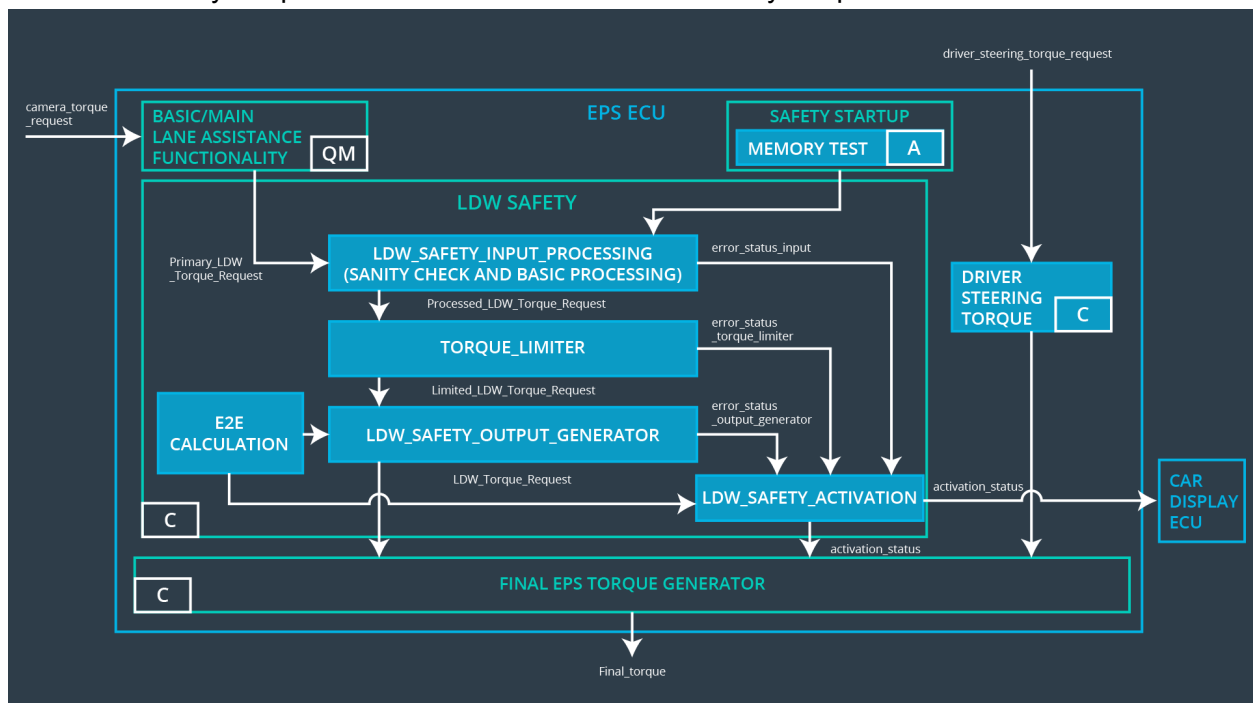 driver_steering_torque_request
camera_torque
_request
EPS ECU
BASIC/MAIN
LANE ASSISTANCE
FUNCTIONALITY
QM
SAFETY STARTUP
MEMORY TEST
A
LDW SAFETY
Primary_LDW
_Torque_Request
LDW_SAFETY_INPUT_PROCESSING
(SANITY CHECK AND BASIC PROCESSING)
error_status_input
DRIVER
STEERING
TORQUE
C
Processed_LDW_Torque_Request
TORQUE_LIMITER
error_status
_torque_limiter
Limited_LDW_Torque_Request
E2E
CALCULATION
LDW_SAFETY_OUTPUT_GENERATOR
error_status
_output_generator
LDW_Torque_Request
LDW_SAFETY_ACTIVATION
activation_status
CAR
DISPLAY
ECU
C
activation_status
FINAL EPS TORQUE GENERATOR
C
Final_torque